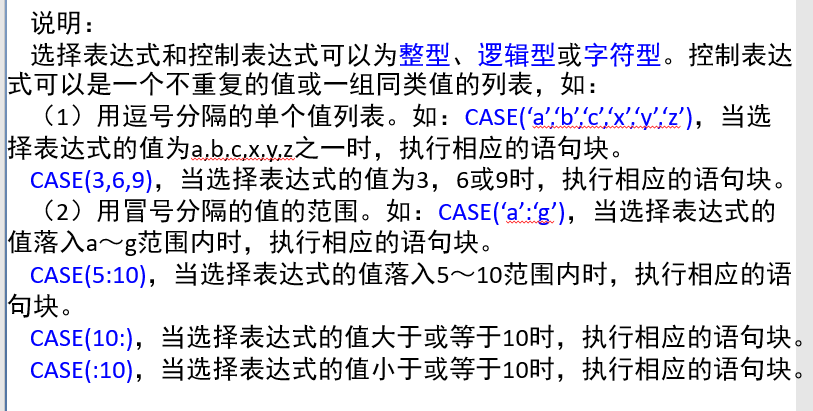 说明：
选择表达式和控制表达式可以为整型、逻辑型或字符型。控制表达
式可以是一个不重复的值或一组同类值的列表，如：
（1）用逗号分隔的单个值列表。如：CASE(‘a’,‘b’,‘c’,‘x’,‘y’,‘z’)，当选
择表达式的值为a,b,c,x,y,z之一时，执行相应的语句块。
CASE(3,6,9)，当选择表达式的值为3，6或9时，执行相应的语句块。
（2）用冒号分隔的值的范围。如：CASE(‘a’:‘g’)，当选择表达式的
值落入a～g范围内时，执行相应的语句块。
CASE(5:10)，当选择表达式的值落入5～10范围内时，执行相应的语
句块。
CASE(10:)，当选择表达式的值大于或等于10时，执行相应的语句块。
CASE(:10)，当选择表达式的值小于或等于10时，执行相应的语句块。